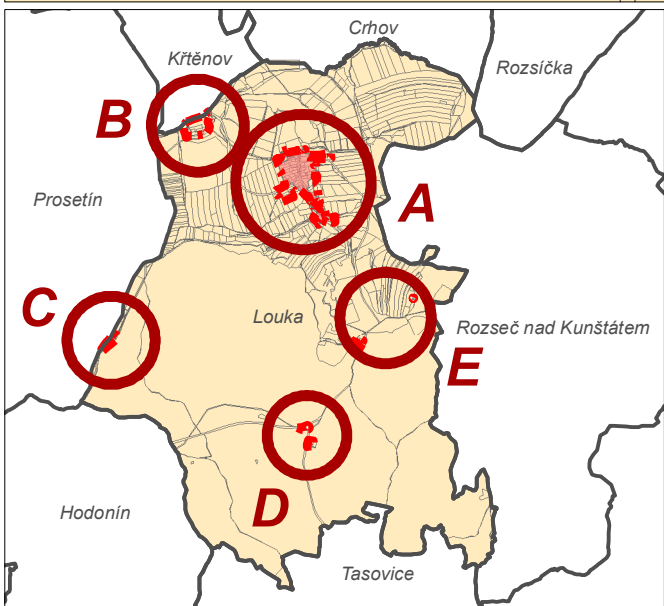 Crhov
Křtěnov
Rozsíčka
B
Prosetín
A
C
Louka
Rozseč nad Kunštátem
E
D
Hodonín
Tasovice